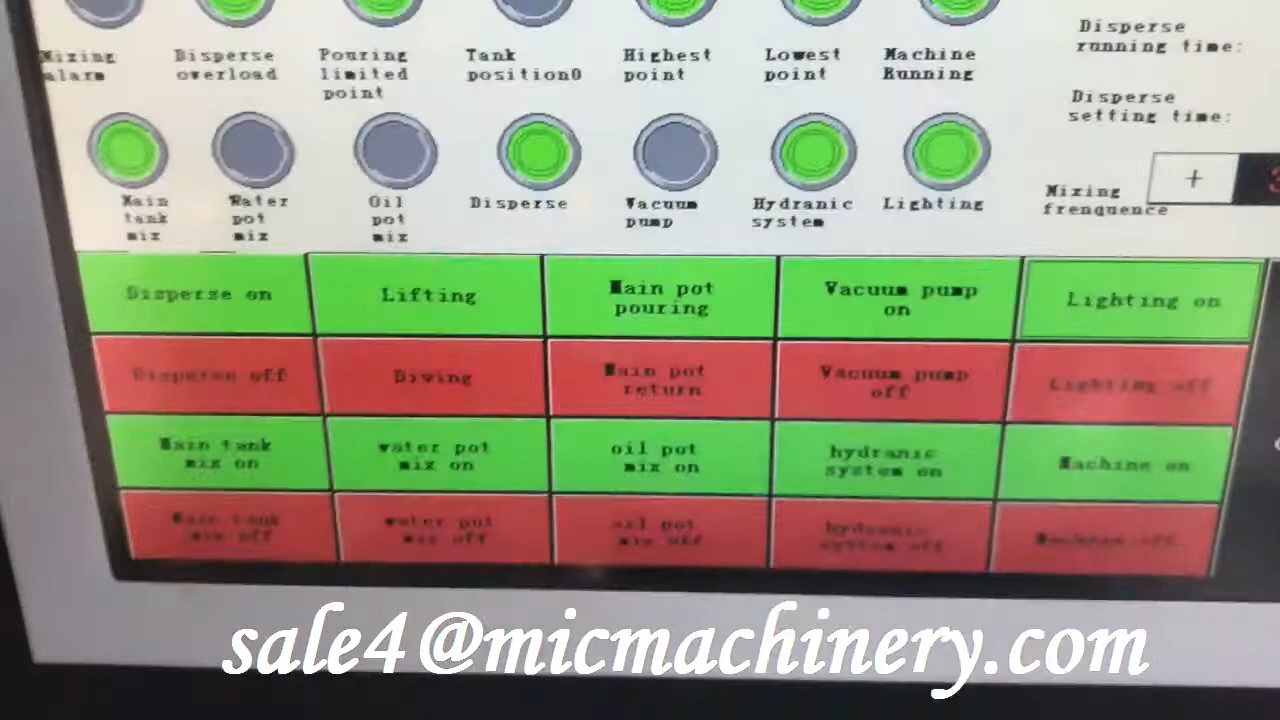 Mixing
alarm
Disperse
overload
Pouring
limited
point
Tank
position0
Highest
point
Lowest
point
Machine
Running
Disperse
running time:
Disperse
setting time:
Main
tank
mix
Water
pot
mix
Oil
pot
mix
Disperse
Vacuum
pump
Hydranic
system
Lighting
Mixing
frenquence
+
Disperse on
Lifting
Main pot
pouring
Vacuum pump
on
Lighting on
Disperse off
Diwing
Main pot
return
Vacuum pump
off
Lighting off
Main tank
mix on
water pot
mix on
oil pot
mix on
hydranic
system on
Machine on
Main tank
mix off
water pot
mix off
oil pot
mix off
hydranic
system off
Machine off
sale4@micmachinery.com